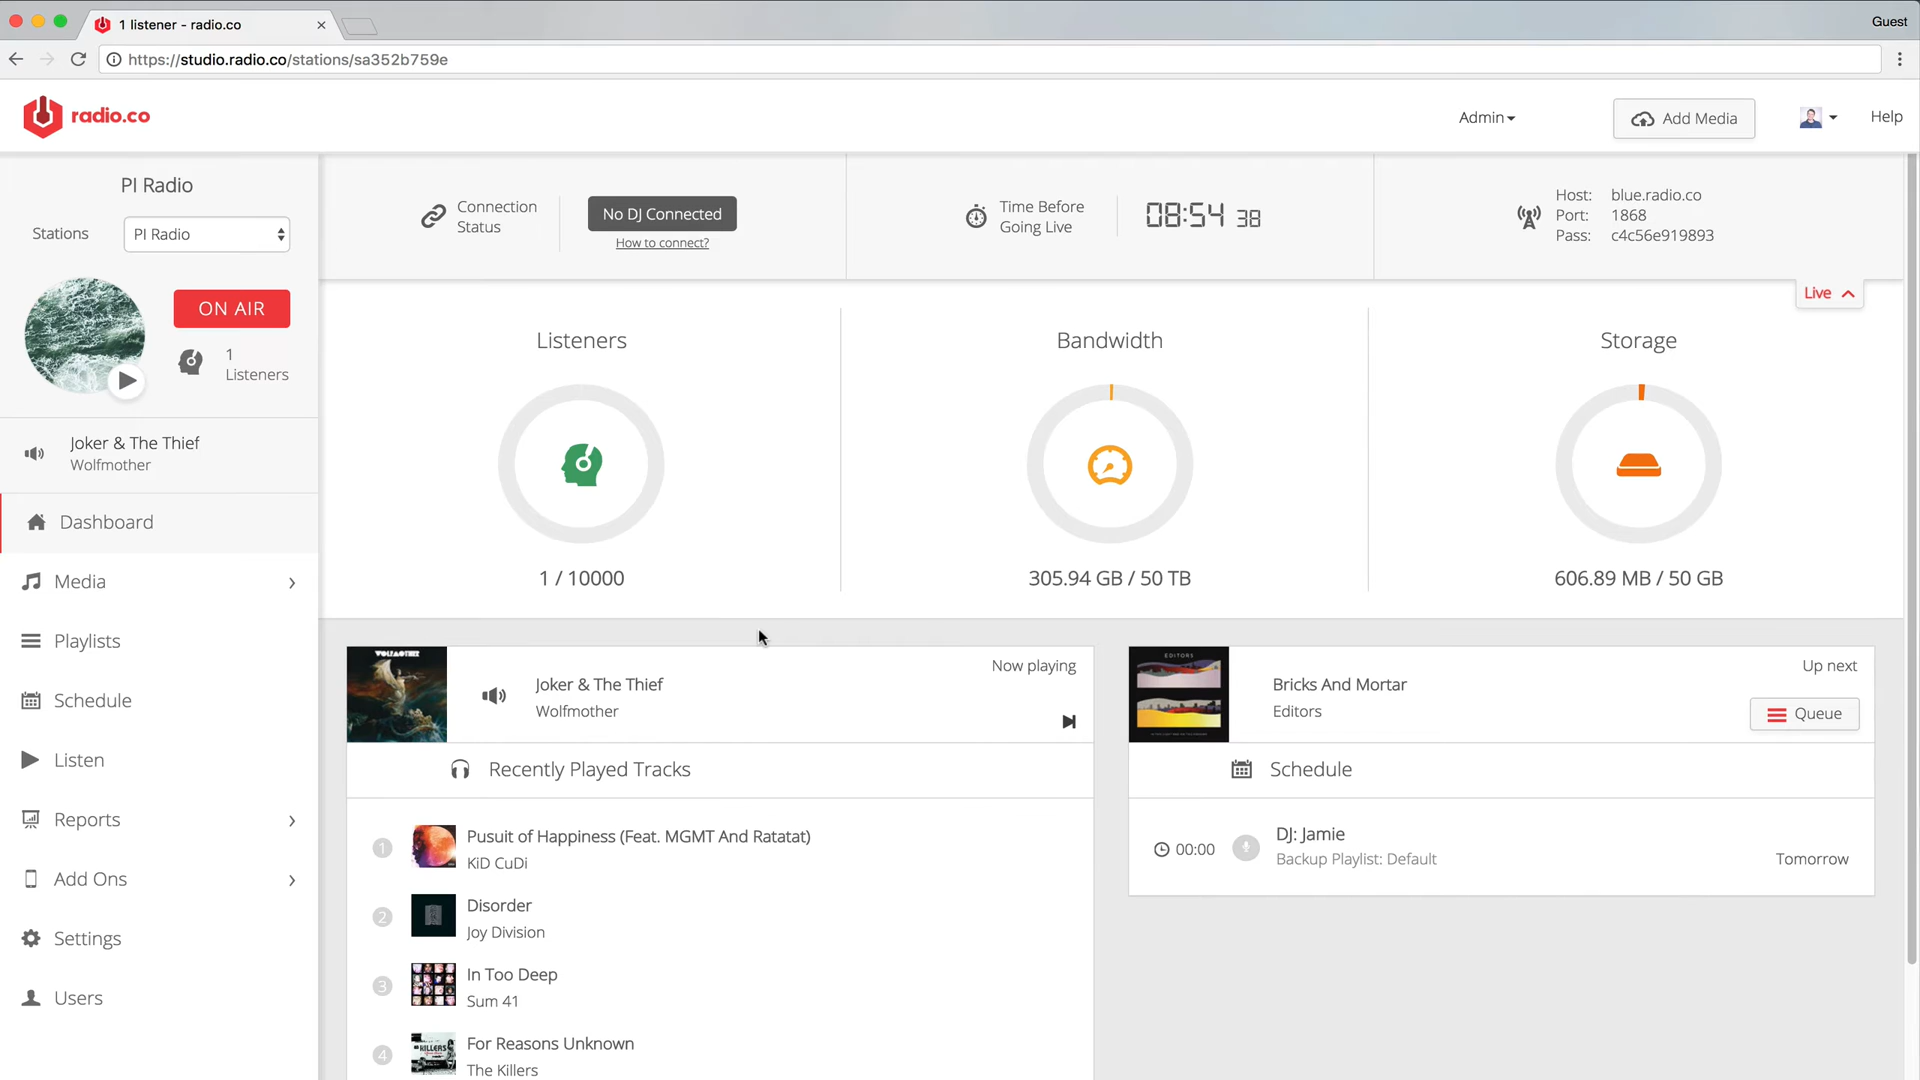 1 listener - radio.co
Guest
https://studio.radio.co/stations/sa352b759e
radio.co
Admin
Add Media
Help
PI Radio
Stations
PI Radio
ON AIR
1
Listeners
Joker & The Thief
Wolfmother
Dashboard
Media
Playlists
Schedule
Listen
Reports
Add Ons
Settings
Users
Connection
Status
No DJ Connected
How to connect?
Time Before
Going Live
08:54 38
Host: blue.radio.co
Port: 1868
Pass: c4c56e919893
Live
Listeners
1 / 10000
Bandwidth
305.94 GB / 50 TB
Storage
606.89 MB / 50 GB
WOLFMOTHER
Joker & The Thief
Wolfmother
Now playing
Recently Played Tracks
1
Pusuit of Happiness (Feat. MGMT And Ratatat)
KiD CuDi
2
Disorder
Joy Division
3
In Too Deep
Sum 41
4
KILLERS
For Reasons Unknown
The Killers
EDITORS
Bricks And Mortar
Editors
Up next
Queue
Schedule
00:00
DJ: Jamie
Backup Playlist: Default
Tomorrow